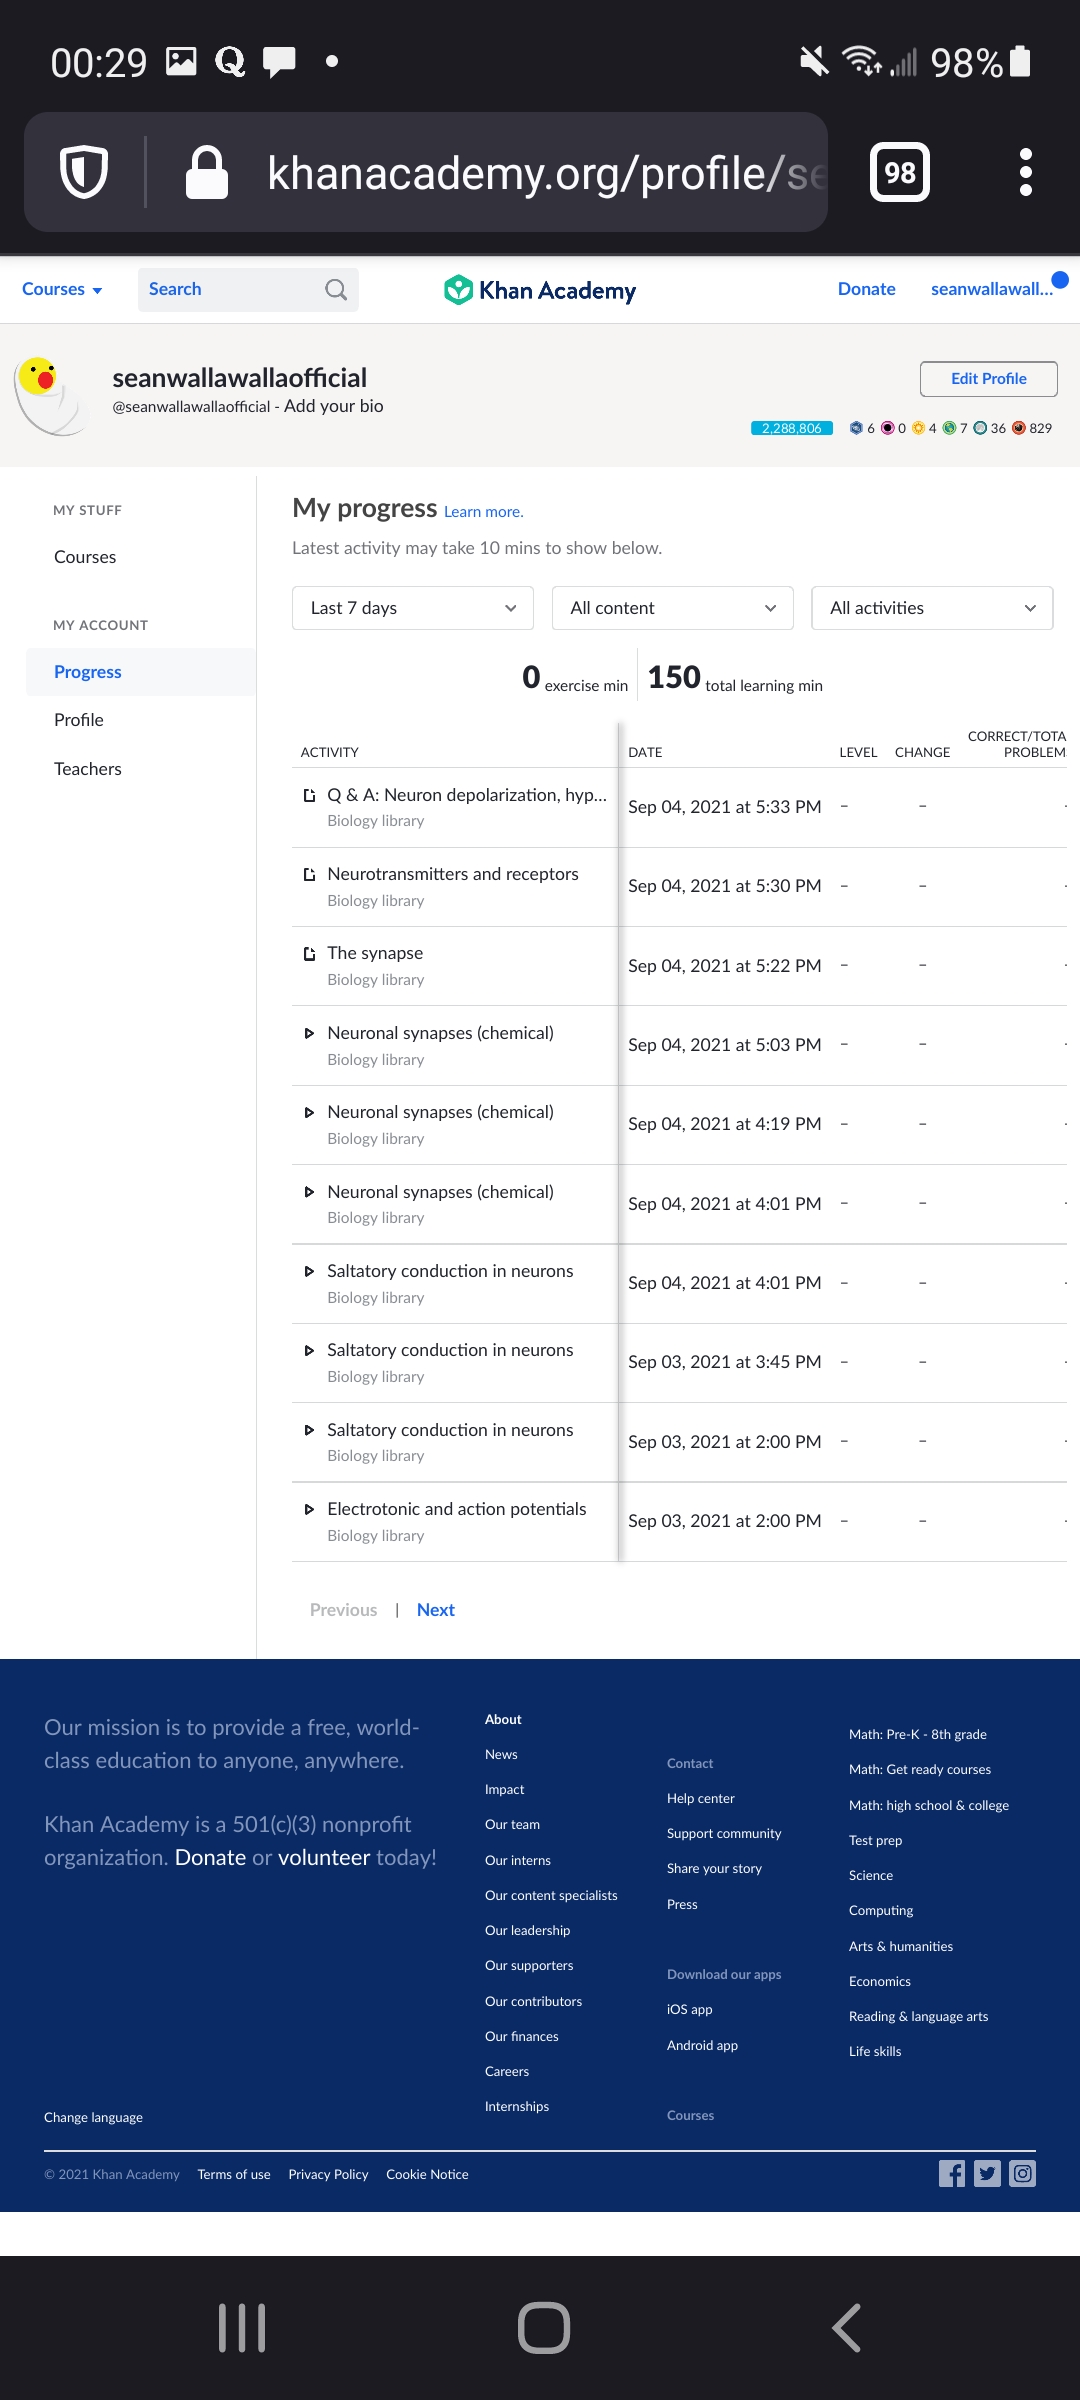 00:29
98%
khanacademy.org/profile/se
98
Courses
Search
Khan Academy
Donate
seanwallawall...
seanwallawallaofficial
@seanwallawallaofficial - Add your bio
Edit Profile
2,288,806 6 0 4 7 36 829
MY STUFF
Courses
MY ACCOUNT
Progress
Profile
Teachers
My progress Learn more.
Latest activity may take 10 mins to show below.
Last 7 days
All content
All activities
0 exercise min
150 total learning min
ACTIVITY DATE LEVEL CHANGE CORRECT/TOTA
PROBLEM
Q & A: Neuron depolarization, hyp...
Biology library
Sep 04, 2021 at 5:33 PM – –
Neurotransmitters and receptors
Biology library
Sep 04, 2021 at 5:30 PM – –
The synapse
Biology library
Sep 04, 2021 at 5:22 PM – –
Neuronal synapses (chemical)
Biology library
Sep 04, 2021 at 5:03 PM – –
Neuronal synapses (chemical)
Biology library
Sep 04, 2021 at 4:19 PM – –
Neuronal synapses (chemical)
Biology library
Sep 04, 2021 at 4:01 PM – –
Saltatory conduction in neurons
Biology library
Sep 04, 2021 at 4:01 PM – –
Saltatory conduction in neurons
Biology library
Sep 03, 2021 at 3:45 PM – –
Saltatory conduction in neurons
Biology library
Sep 03, 2021 at 2:00 PM – –
Electrotonic and action potentials
Biology library
Sep 03, 2021 at 2:00 PM – –
Previous | Next
Our mission is to provide a free, world-
class education to anyone, anywhere.
Khan Academy is a 501(c)(3) nonprofit
organization. Donate or volunteer today!
About
News
Impact
Our team
Our interns
Our content specialists
Our leadership
Our supporters
Our contributors
Our finances
Careers
Internships
Contact
Help center
Support community
Share your story
Press
Download our apps
iOS app
Android app
Courses
Math: Pre-K - 8th grade
Math: Get ready courses
Math: high school & college
Test prep
Science
Computing
Arts & humanities
Economics
Reading & language arts
Life skills
Change language
© 2021 Khan Academy Terms of use Privacy Policy Cookie Notice